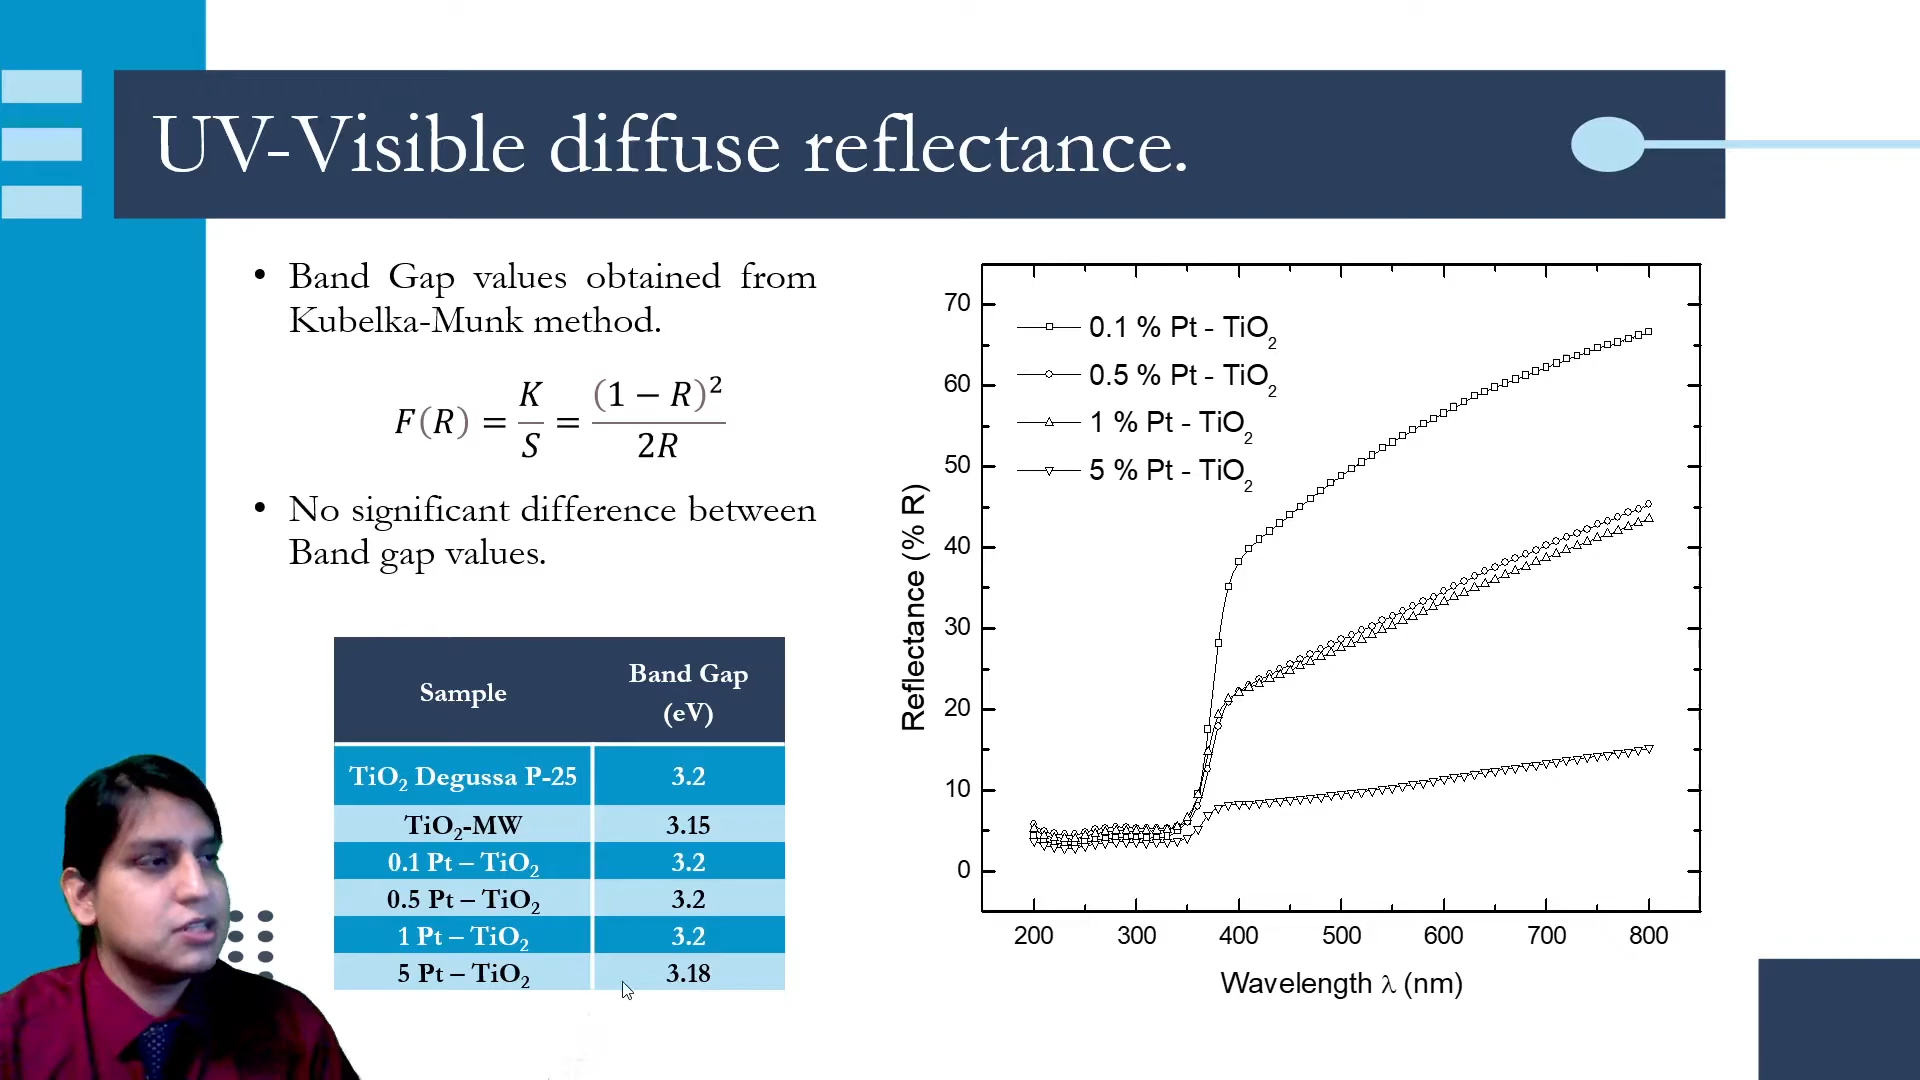 UV-Visible diffuse reflectance.
• Band Gap values obtained from
Kubelka-Munk method.
F(R) = K/S = (1 − R)²/2R
• No significant difference between
Band gap values.
Sample Band Gap (eV)
TiO₂ Degussa P-25 3.2
TiO₂-MW 3.15
0.1 Pt – TiO₂ 3.2
0.5 Pt – TiO₂ 3.2
1 Pt – TiO₂ 3.2
5 Pt – TiO₂ 3.18
Reflectance (% R)
70
60
50
40
30
20
10
0
0.1 % Pt - TiO₂
0.5 % Pt - TiO₂
1 % Pt - TiO₂
5 % Pt - TiO₂
200 300 400 500 600 700 800
Wavelength λ (nm)